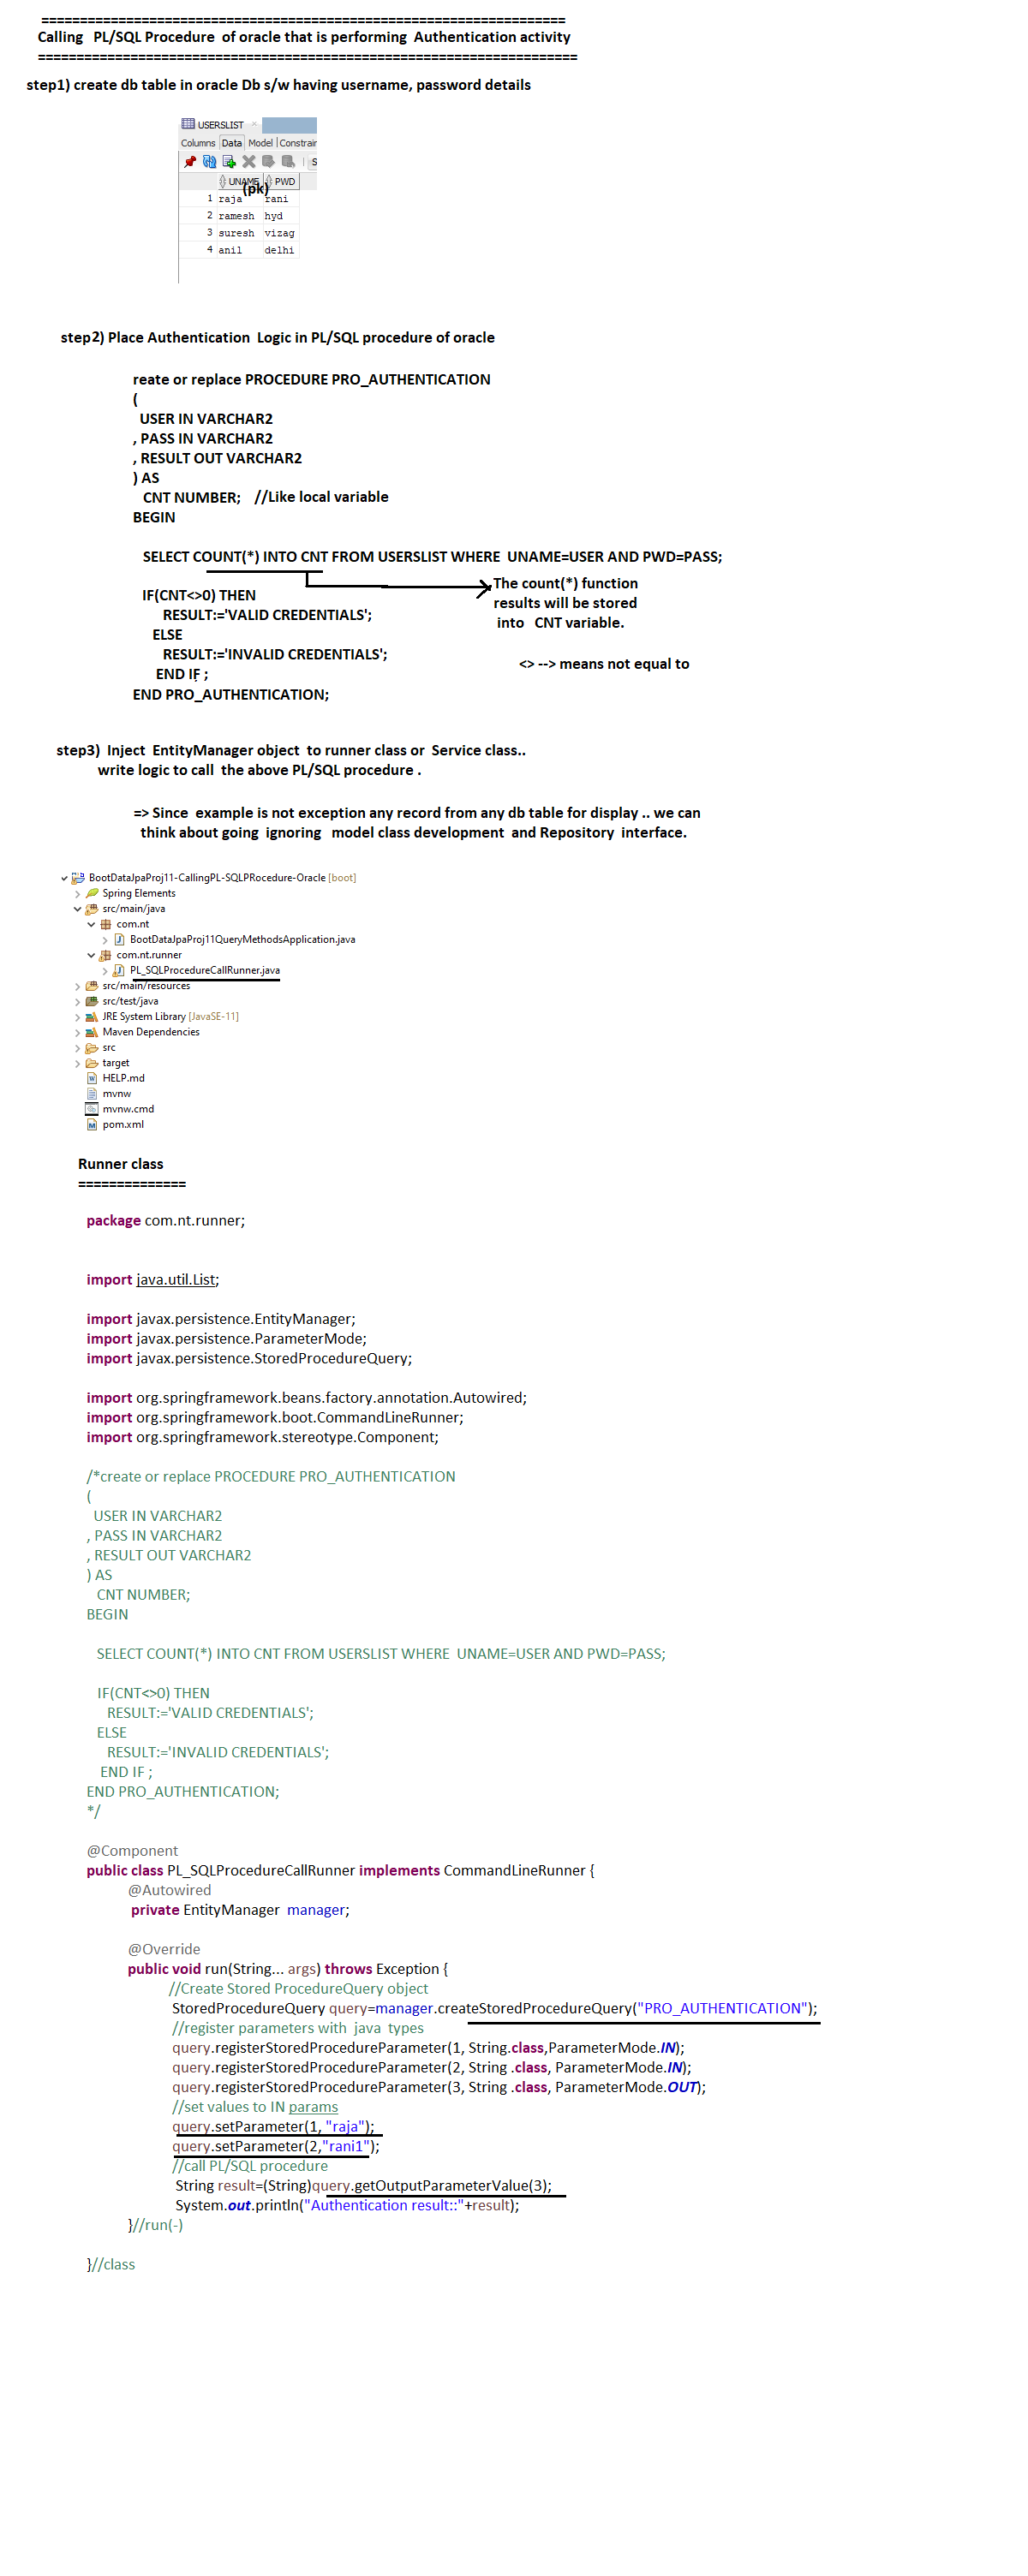 ====================================================================
Calling PL/SQL Procedure of oracle that is performing Authentication activity
======================================================================
step1) create db table in oracle Db s/w having username, password details
USERSLIST
Columns Data Model Constrain
S
UNAME PWD
(pk)
1 raja rani
2 ramesh hyd
3 suresh vizag
4 anil delhi
step2) Place Authentication Logic in PL/SQL procedure of oracle
reate or replace PROCEDURE PRO_AUTHENTICATION
(
USER IN VARCHAR2
, PASS IN VARCHAR2
, RESULT OUT VARCHAR2
) AS
CNT NUMBER; //Like local variable
BEGIN
SELECT COUNT(*) INTO CNT FROM USERSLIST WHERE UNAME=USER AND PWD=PASS;
The count(*) function
results will be stored
into CNT variable.
IF(CNT<>0) THEN
RESULT:='VALID CREDENTIALS';
ELSE
RESULT:='INVALID CREDENTIALS';
<> --> means not equal to
END IF ;
END PRO_AUTHENTICATION;
step3) Inject EntityManager object to runner class or Service class..
write logic to call the above PL/SQL procedure .
=> Since example is not exception any record from any db table for display .. we can
think about going ignoring model class development and Repository interface.
BootDataJpaProj11-CallingPL-SQLPRocedure-Oracle [boot]
Spring Elements
src/main/java
com.nt
BootDataJpaProj11QueryMethodsApplication.java
com.nt.runner
PL_SQLProcedureCallRunner.java
src/main/resources
src/test/java
JRE System Library [JavaSE-11]
Maven Dependencies
src
target
HELP.md
mvnw
mvnw.cmd
pom.xml
Runner class
==============
package com.nt.runner;
import java.util.List;
import javax.persistence.EntityManager;
import javax.persistence.ParameterMode;
import javax.persistence.StoredProcedureQuery;
import org.springframework.beans.factory.annotation.Autowired;
import org.springframework.boot.CommandLineRunner;
import org.springframework.stereotype.Component;
/*create or replace PROCEDURE PRO_AUTHENTICATION
(
USER IN VARCHAR2
, PASS IN VARCHAR2
, RESULT OUT VARCHAR2
) AS
CNT NUMBER;
BEGIN
SELECT COUNT(*) INTO CNT FROM USERSLIST WHERE UNAME=USER AND PWD=PASS;
IF(CNT<>0) THEN
RESULT:='VALID CREDENTIALS';
ELSE
RESULT:='INVALID CREDENTIALS';
END IF ;
END PRO_AUTHENTICATION;
*/
@Component
public class PL_SQLProcedureCallRunner implements CommandLineRunner {
@Autowired
private EntityManager manager;
@Override
public void run(String... args) throws Exception {
//Create Stored ProcedureQuery object
StoredProcedureQuery query=manager.createStoredProcedureQuery("PRO_AUTHENTICATION");
//register parameters with java types
query.registerStoredProcedureParameter(1, String.class,ParameterMode.IN);
query.registerStoredProcedureParameter(2, String .class, ParameterMode.IN);
query.registerStoredProcedureParameter(3, String .class, ParameterMode.OUT);
//set values to IN params
query.setParameter(1, "raja");
query.setParameter(2,"rani1");
//call PL/SQL procedure
String result=(String)query.getOutputParameterValue(3);
System.out.println("Authentication result::"+result);
}//run(-)
}//class